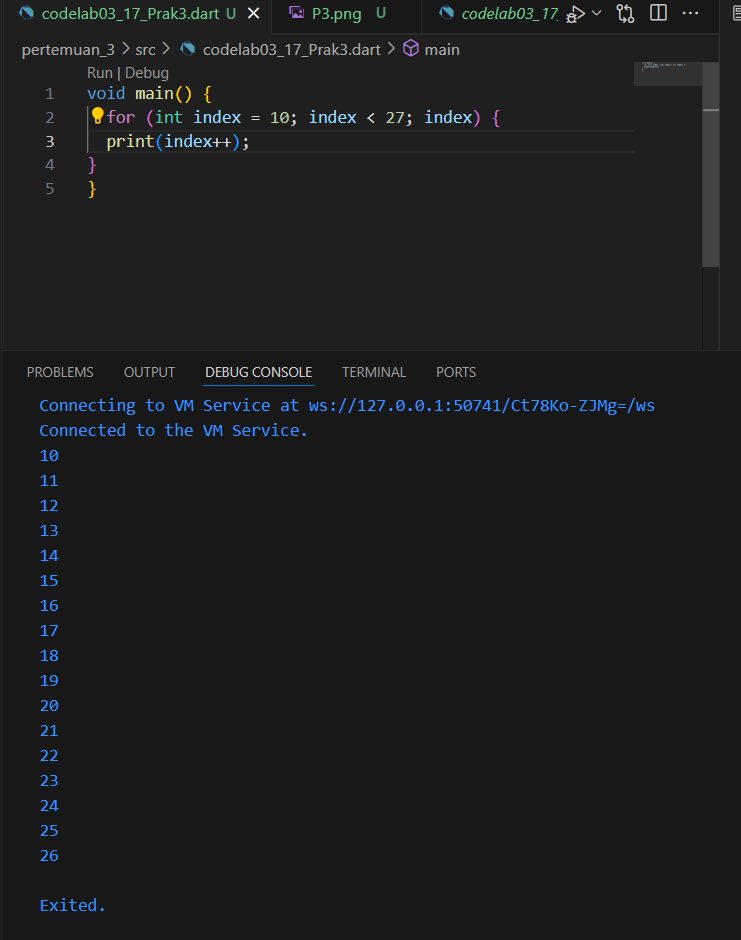 codelab03_17_Prak3.dart U P3.png U codelab03_17
pertemuan_3 > src > codelab03_17_Prak3.dart > main
Run | Debug
1 void main() {
2 for (int index = 10; index < 27; index) {
3 print(index++);
4 }
5 }
PROBLEMS OUTPUT DEBUG CONSOLE TERMINAL PORTS
Connecting to VM Service at ws://127.0.0.1:50741/Ct78Ko-ZJMg=/ws
Connected to the VM Service.
10
11
12
13
14
15
16
17
18
19
20
21
22
23
24
25
26
Exited.